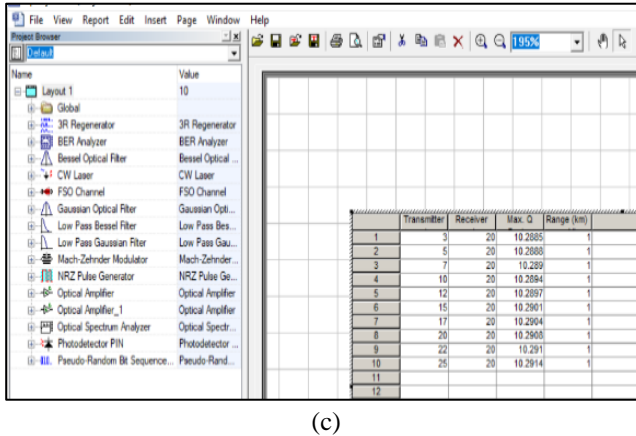 File View Report Edit Insert Page Window Help
Project Browser
Default
195%
Name Value
Layout 1 10
Global
3R Regenerator 3R Regenerator
BER Analyzer BER Analyzer
Bessel Optical Filter Bessel Optical ...
CW Laser CW Laser
FSO Channel FSO Channel
Gaussian Optical Filter Gaussian Opti...
Low Pass Bessel Filter Low Pass Bes...
Low Pass Gaussian Filter Low Pass Gau...
Mach-Zehnder Modulator Mach-Zehnder...
NRZ Pulse Generator NRZ Pulse Ge...
Optical Amplifier Optical Amplifier
Optical Amplifier_1 Optical Amplifier
Optical Spectrum Analyzer Optical Spectr...
Photodetector PIN Photodetector ...
Pseudo-Random Bit Sequence... Pseudo-Rand...
Transmitter Receiver Max. Q Range (km)
1 3 20 10.2885 1
2 5 20 10.2888 1
3 7 20 10.289 1
4 10 20 10.2894 1
5 12 20 10.2897 1
6 15 20 10.2901 1
7 17 20 10.2904 1
8 20 20 10.2908 1
9 22 20 10.291 1
10 25 20 10.2914 1
11
12
(c)